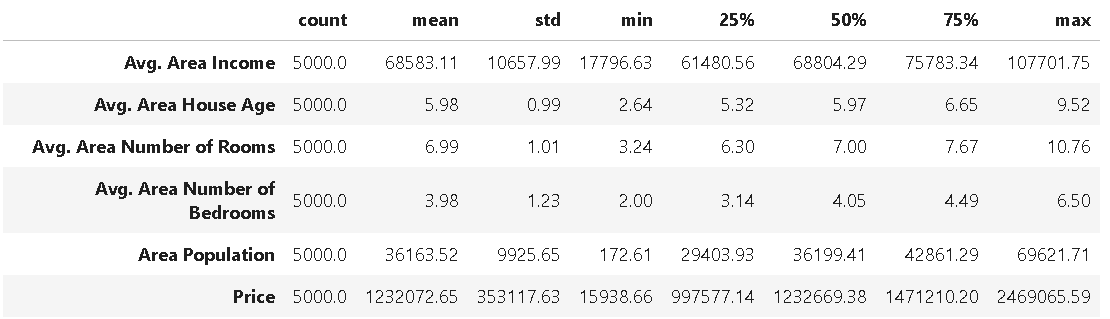 count mean std min 25% 50% 75% max
Avg. Area Income 5000.0 68583.11 10657.99 17796.63 61480.56 68804.29 75783.34 107701.75
Avg. Area House Age 5000.0 5.98 0.99 2.64 5.32 5.97 6.65 9.52
Avg. Area Number of Rooms 5000.0 6.99 1.01 3.24 6.30 7.00 7.67 10.76
Avg. Area Number of
Bedrooms 5000.0 3.98 1.23 2.00 3.14 4.05 4.49 6.50
Area Population 5000.0 36163.52 9925.65 172.61 29403.93 36199.41 42861.29 69621.71
Price 5000.0 1232072.65 353117.63 15938.66 997577.14 1232669.38 1471210.20 2469065.59